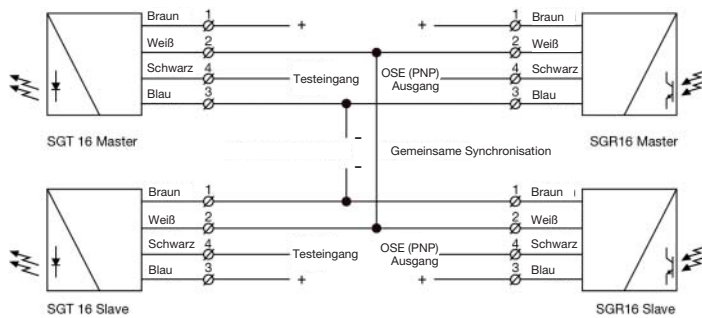 Braun 1 + + 1 Braun
Weiß 2 2 Weiß
Schwarz 4 Testeingang OSE (PNP) Ausgang 4 Schwarz
Blau 3 3 Blau
SGT 16 Master SGR16 Master
–
Gemeinsame Synchronisation
–
Braun 1 1 Braun
Weiß 2 2 Weiß
Schwarz 4 Testeingang OSE (PNP) Ausgang 4 Schwarz
Blau 3 + + 3 Blau
SGT 16 Slave SGR16 Slave